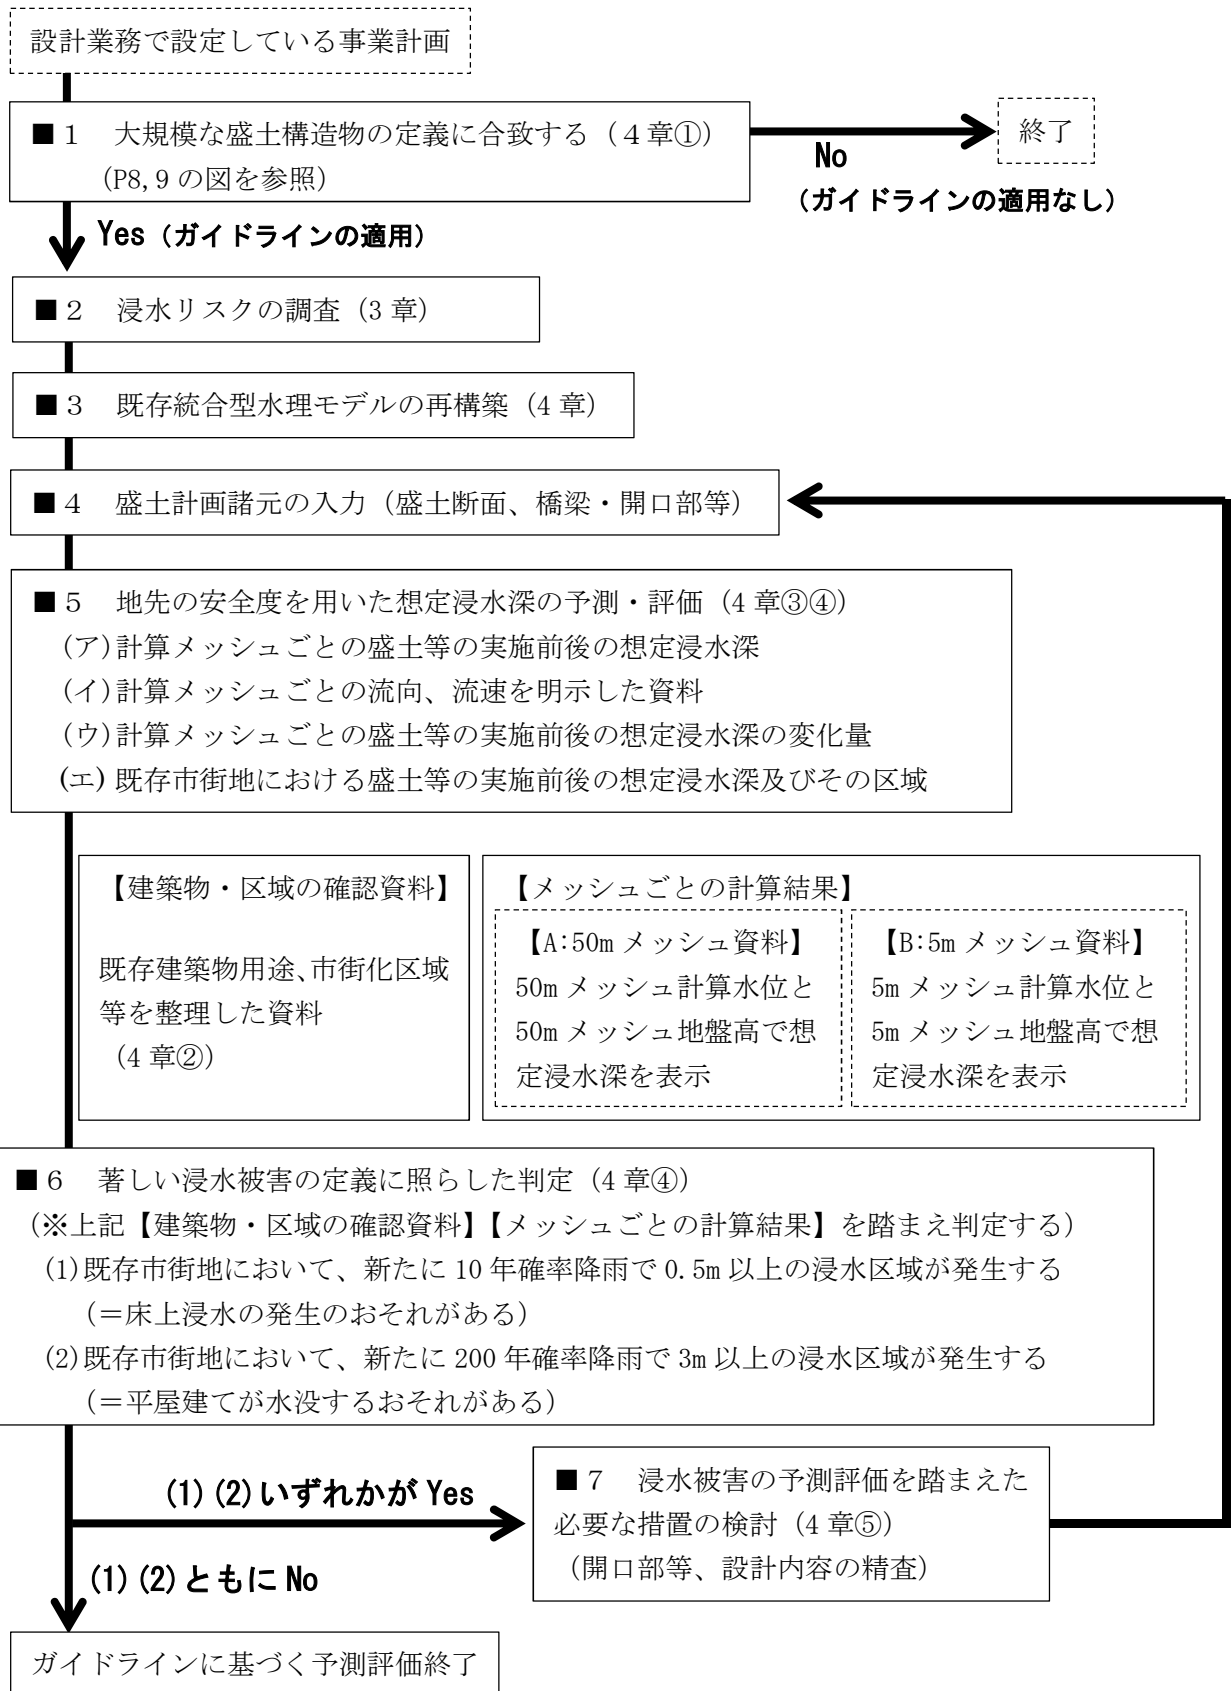 設計業務で設定している事業計画
■１　大規模な盛土構造物の定義に合致する（４章①）
（P8,9の図を参照）
終了
No
（ガイドラインの適用なし）
Yes（ガイドラインの適用）
■２　浸水リスクの調査（3章）
■３　既存統合型水理モデルの再構築（4章）
■４　盛土計画諸元の入力（盛土断面、橋梁・開口部等）
■５　地先の安全度を用いた想定浸水深の予測・評価（4章③④）
(ア)計算メッシュごとの盛土等の実施前後の想定浸水深
(イ)計算メッシュごとの流向、流速を明示した資料
(ウ)計算メッシュごとの盛土等の実施前後の想定浸水深の変化量
(エ)既存市街地における盛土等の実施前後の想定浸水深及びその区域
【建築物・区域の確認資料】
既存建築物用途、市街化区域
等を整理した資料
（4章②）
【メッシュごとの計算結果】
【A:50mメッシュ資料】
50mメッシュ計算水位と
50mメッシュ地盤高で想
定浸水深を表示
【B:5mメッシュ資料】
5mメッシュ計算水位と
5mメッシュ地盤高で想
定浸水深を表示
■６　著しい浸水被害の定義に照らした判定（4章④）
（※上記【建築物・区域の確認資料】【メッシュごとの計算結果】を踏まえ判定する）
(1)既存市街地において、新たに10年確率降雨で0.5m以上の浸水区域が発生する
（＝床上浸水の発生のおそれがある）
(2)既存市街地において、新たに200年確率降雨で3m以上の浸水区域が発生する
（＝平屋建てが水没するおそれがある）
(1)(2)いずれかがYes
■７　浸水被害の予測評価を踏まえた
必要な措置の検討（4章⑤）
（開口部等、設計内容の精査）
(1)(2)ともにNo
ガイドラインに基づく予測評価終了